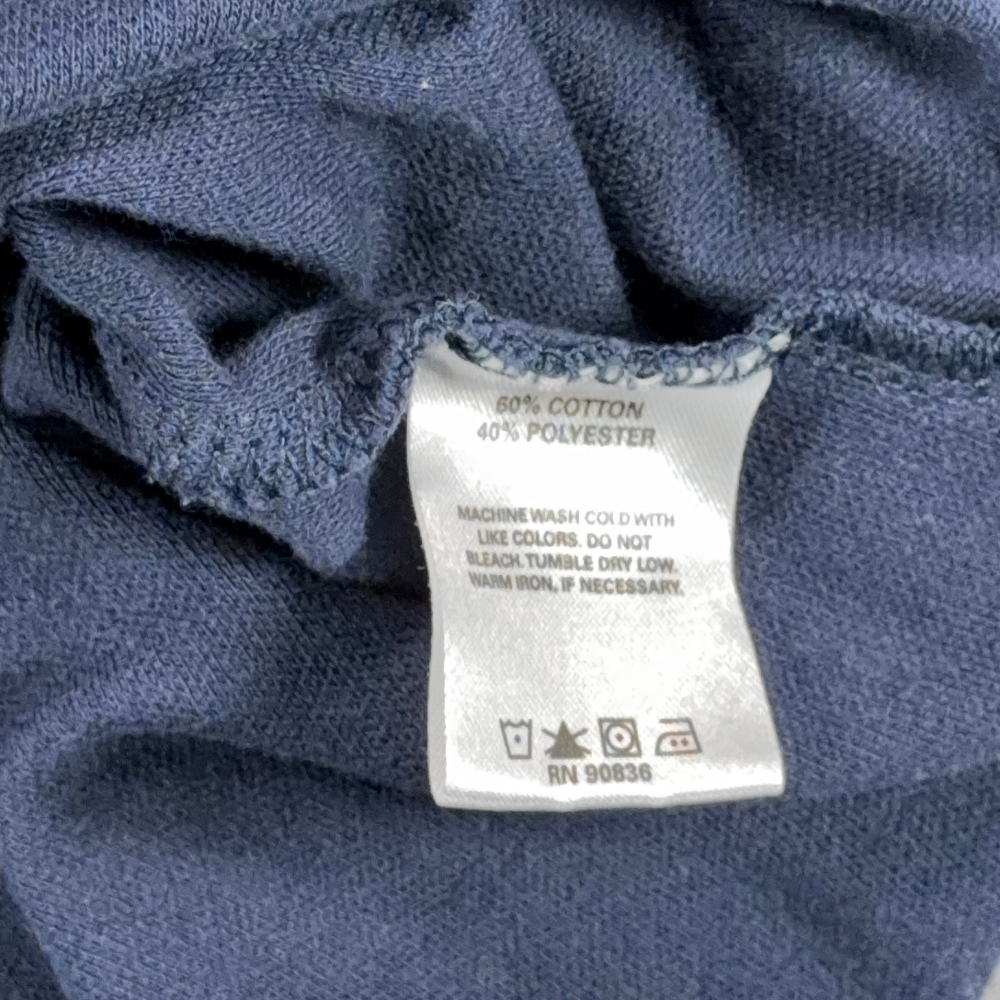 60% COTTON
40% POLYESTER
MACHINE WASH COLD WITH
LIKE COLORS. DO NOT
BLEACH. TUMBLE DRY LOW.
WARM IRON, IF NECESSARY.
RN 90836